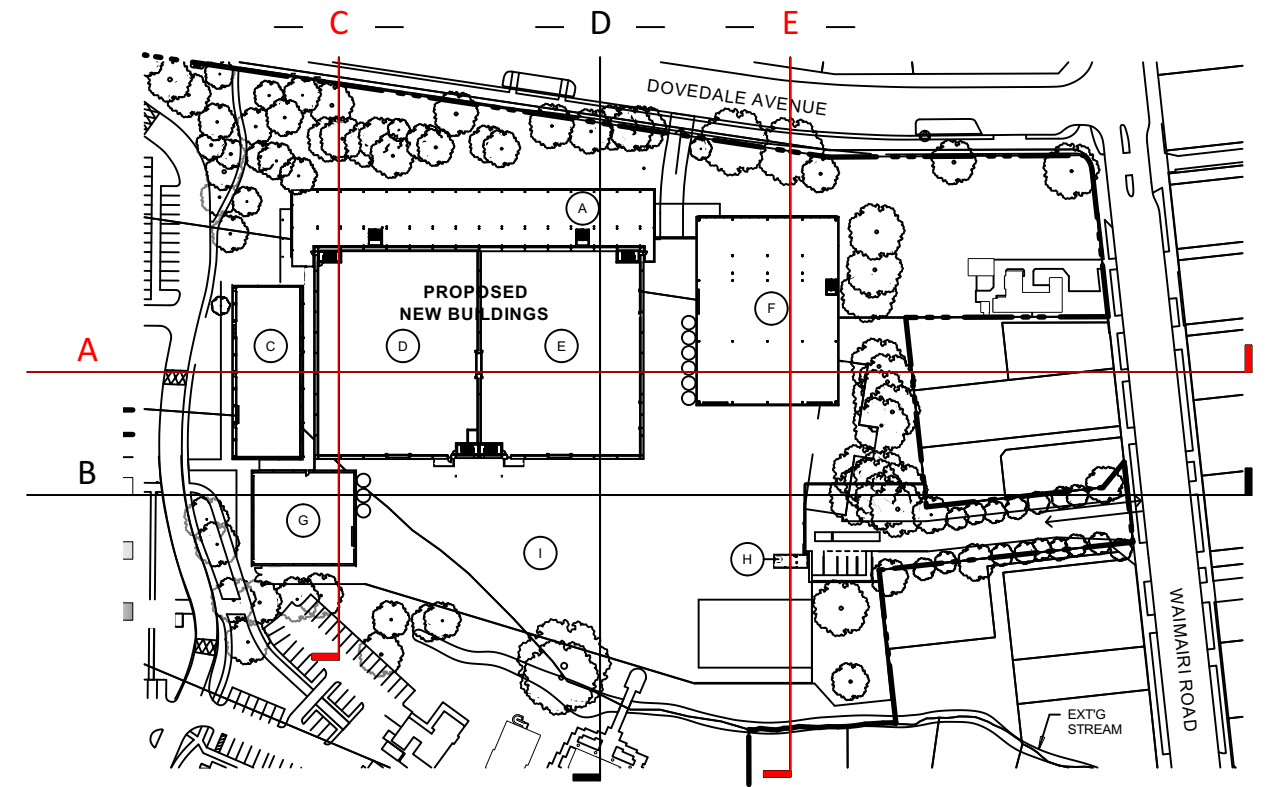 C
D
E
DOVEDALE AVENUE
A
PROPOSED
NEW BUILDINGS
F
C
D
E
A
B
G
I
H
WAIMAIRI ROAD
EXT'G
STREAM